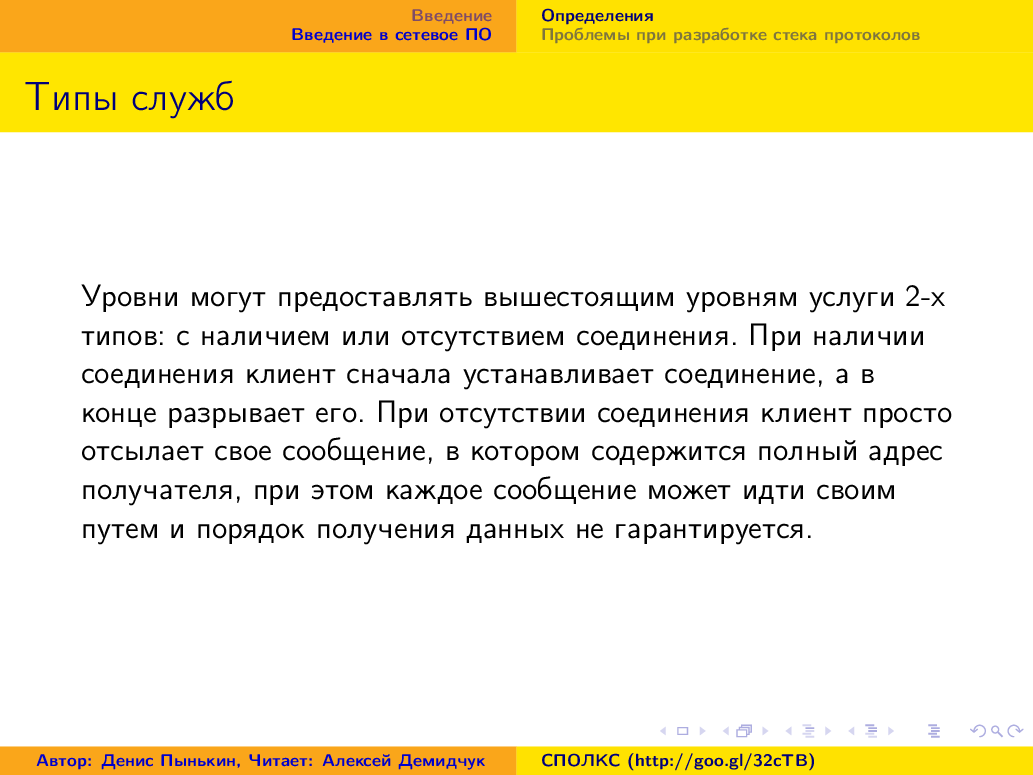 Введение
Введение в сетевое ПО
Определения
Проблемы при разработке стека протоколов
Типы служб
Уровни могут предоставлять вышестоящим уровням услуги 2-х
типов: с наличием или отсутствием соединения. При наличии
соединения клиент сначала устанавливает соединение, а в
конце разрывает его. При отсутствии соединения клиент просто
отсылает свое сообщение, в котором содержится полный адрес
получателя, при этом каждое сообщение может идти своим
путем и порядок получения данных не гарантируется.
Автор: Денис Пынькин, Читает: Алексей Демидчук
СПОЛКС (http://goo.gl/32cTB)